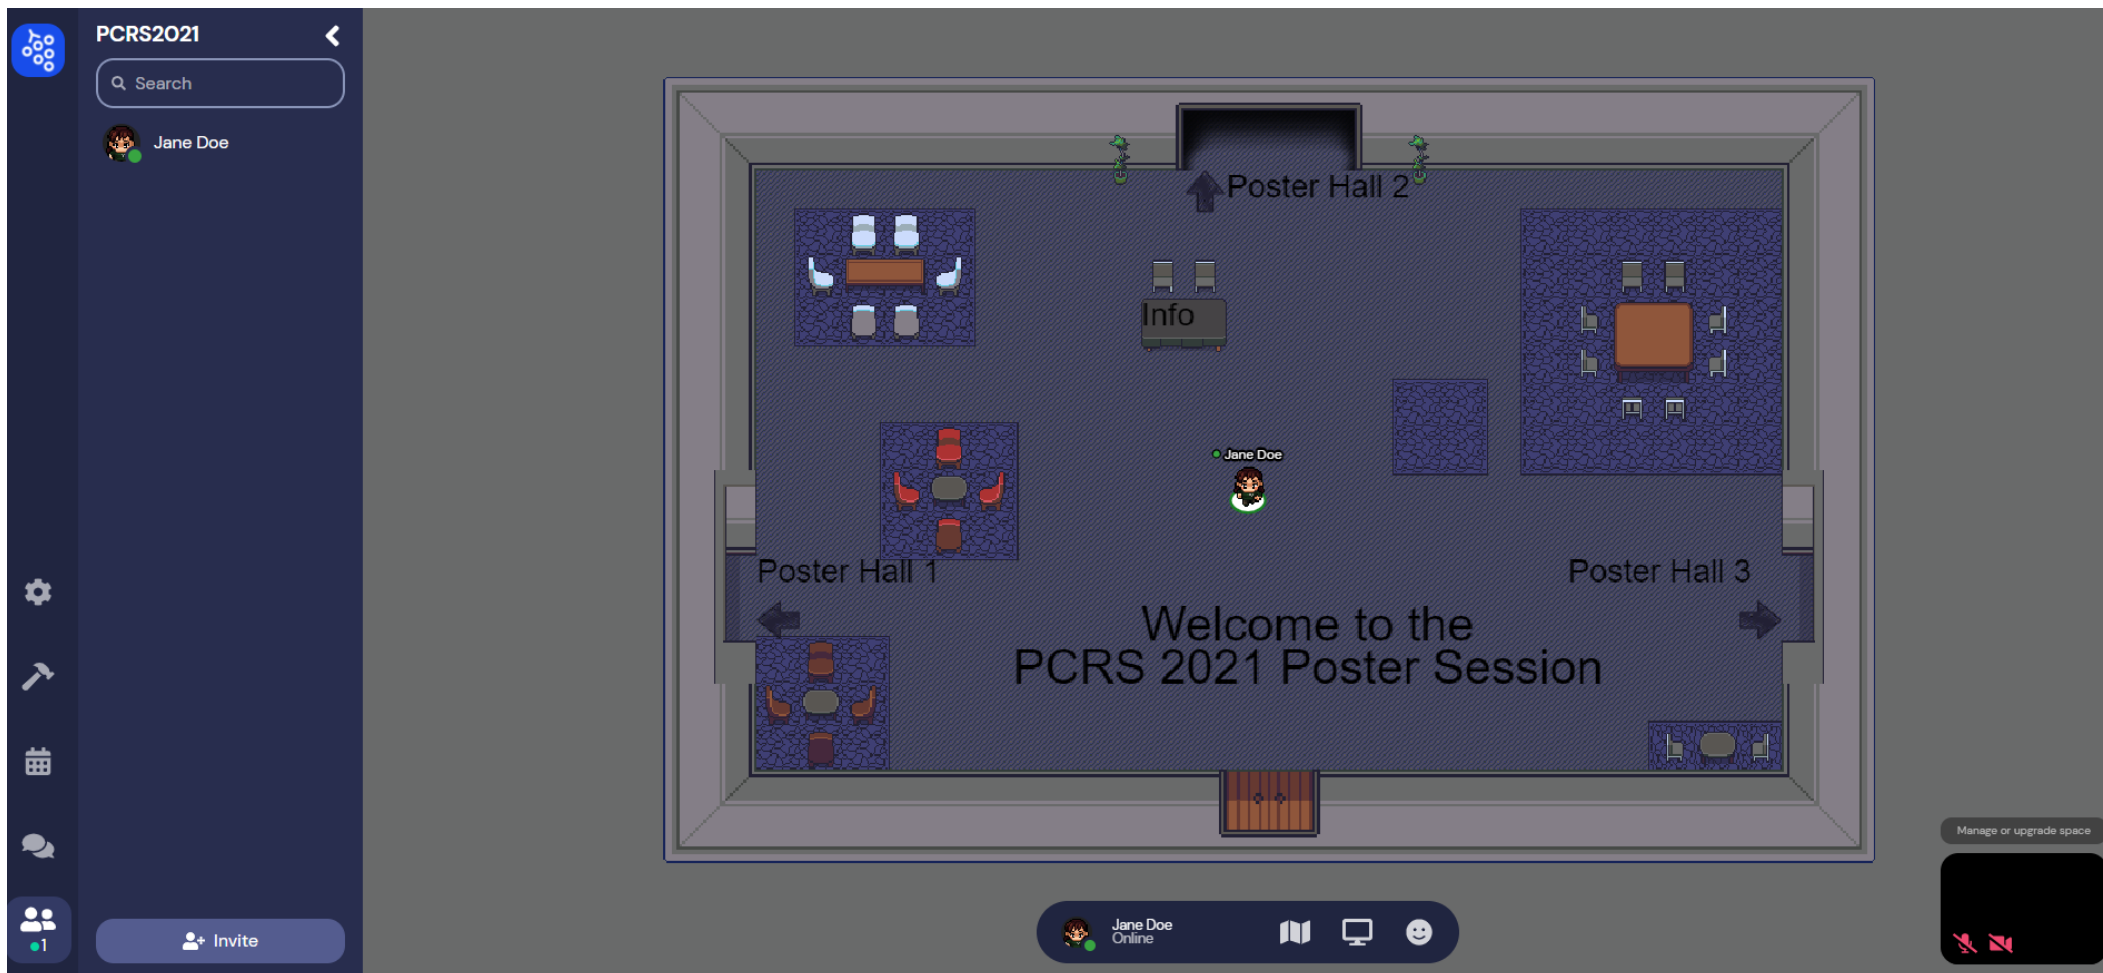 PCRS2021
Search
Jane Doe
Invite
1
Poster Hall 2
Info
Jane Doe
Poster Hall 1
Poster Hall 3
Welcome to the
PCRS 2021 Poster Session
Manage or upgrade space
Jane Doe
Online